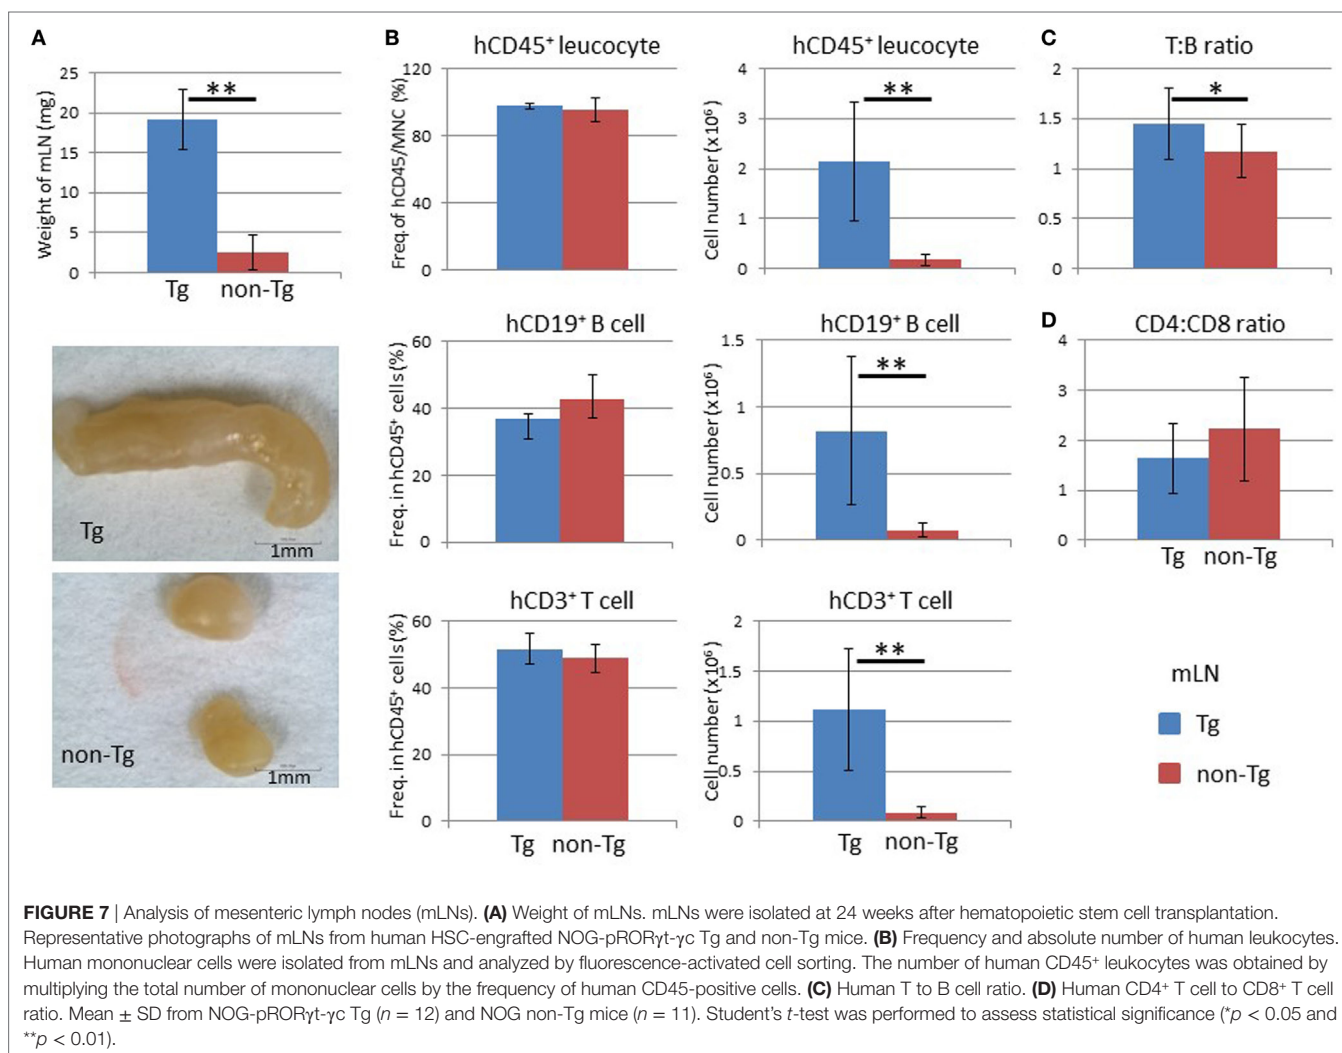 A
Weight of mLN (mg)
25
20
15
10
5
0
**
Tg non-Tg
Tg
1mm
non-Tg
1mm
B
hCD45⁺ leucocyte
Freq. of hCD45/MNC (%)
120
80
40
0
hCD45⁺ leucocyte
Cell number (x10⁶)
4
3
2
1
0
**
hCD19⁺ B cell
Freq. in hCD45⁺ cells (%)
60
40
20
0
hCD19⁺ B cell
Cell number (x10⁶)
1.5
1
0.5
0
**
hCD3⁺ T cell
Freq. in hCD45⁺ cells (%)
60
40
20
0
Tg non-Tg
hCD3⁺ T cell
Cell number (x10⁶)
2
1.5
1
0.5
0
**
Tg non-Tg
C
T:B ratio
2
1.5
1
0.5
0
*
D
CD4:CD8 ratio
4
3
2
1
0
Tg non-Tg
mLN
Tg
non-Tg
FIGURE 7 | Analysis of mesenteric lymph nodes (mLNs). (A) Weight of mLNs. mLNs were isolated at 24 weeks after hematopoietic stem cell transplantation.
Representative photographs of mLNs from human HSC-engrafted NOG-pRORγt-γc Tg and non-Tg mice. (B) Frequency and absolute number of human leukocytes.
Human mononuclear cells were isolated from mLNs and analyzed by fluorescence-activated cell sorting. The number of human CD45⁺ leukocytes was obtained by
multiplying the total number of mononuclear cells by the frequency of human CD45-positive cells. (C) Human T to B cell ratio. (D) Human CD4⁺ T cell to CD8⁺ T cell
ratio. Mean ± SD from NOG-pRORγt-γc Tg (n = 12) and NOG non-Tg mice (n = 11). Student's t-test was performed to assess statistical significance (*p < 0.05 and
**p < 0.01).